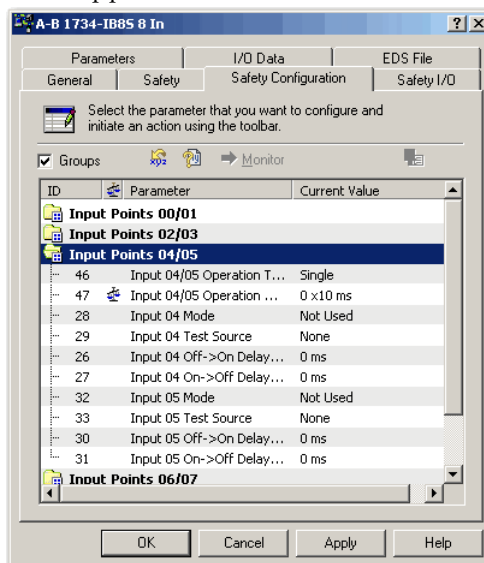 A-B 1734-IB8S 8 In
Parameters I/O Data EDS File
General Safety Safety Configuration Safety I/O
Select the parameter that you want to configure and
initiate an action using the toolbar.
Groups Monitor
ID Parameter Current Value
Input Points 00/01
Input Points 02/03
Input Points 04/05
46 Input 04/05 Operation T... Single
47 Input 04/05 Operation ... 0 x10 ms
28 Input 04 Mode Not Used
29 Input 04 Test Source None
26 Input 04 Off->On Delay... 0 ms
27 Input 04 On->Off Delay... 0 ms
32 Input 05 Mode Not Used
33 Input 05 Test Source None
30 Input 05 Off->On Delay... 0 ms
31 Input 05 On->Off Delay... 0 ms
Input Points 06/07
OK Cancel Apply Help